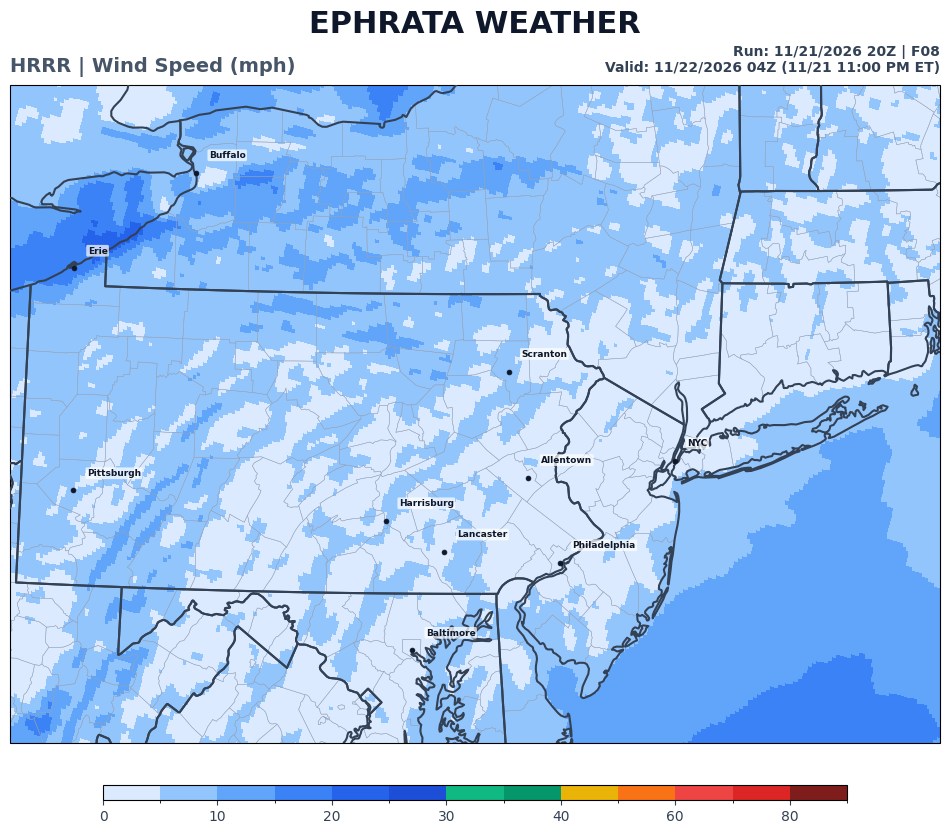 EPHRATA WEATHER
HRRR | Wind Speed (mph)
Run: 11/21/2026 20Z | F08
Valid: 11/22/2026 04Z (11/21 11:00 PM ET)
Buffalo
Erie
Scranton
NYC
Allentown
Pittsburgh
Harrisburg
Lancaster
Philadelphia
Baltimore
0 10 20 30 40 50 60 70 80